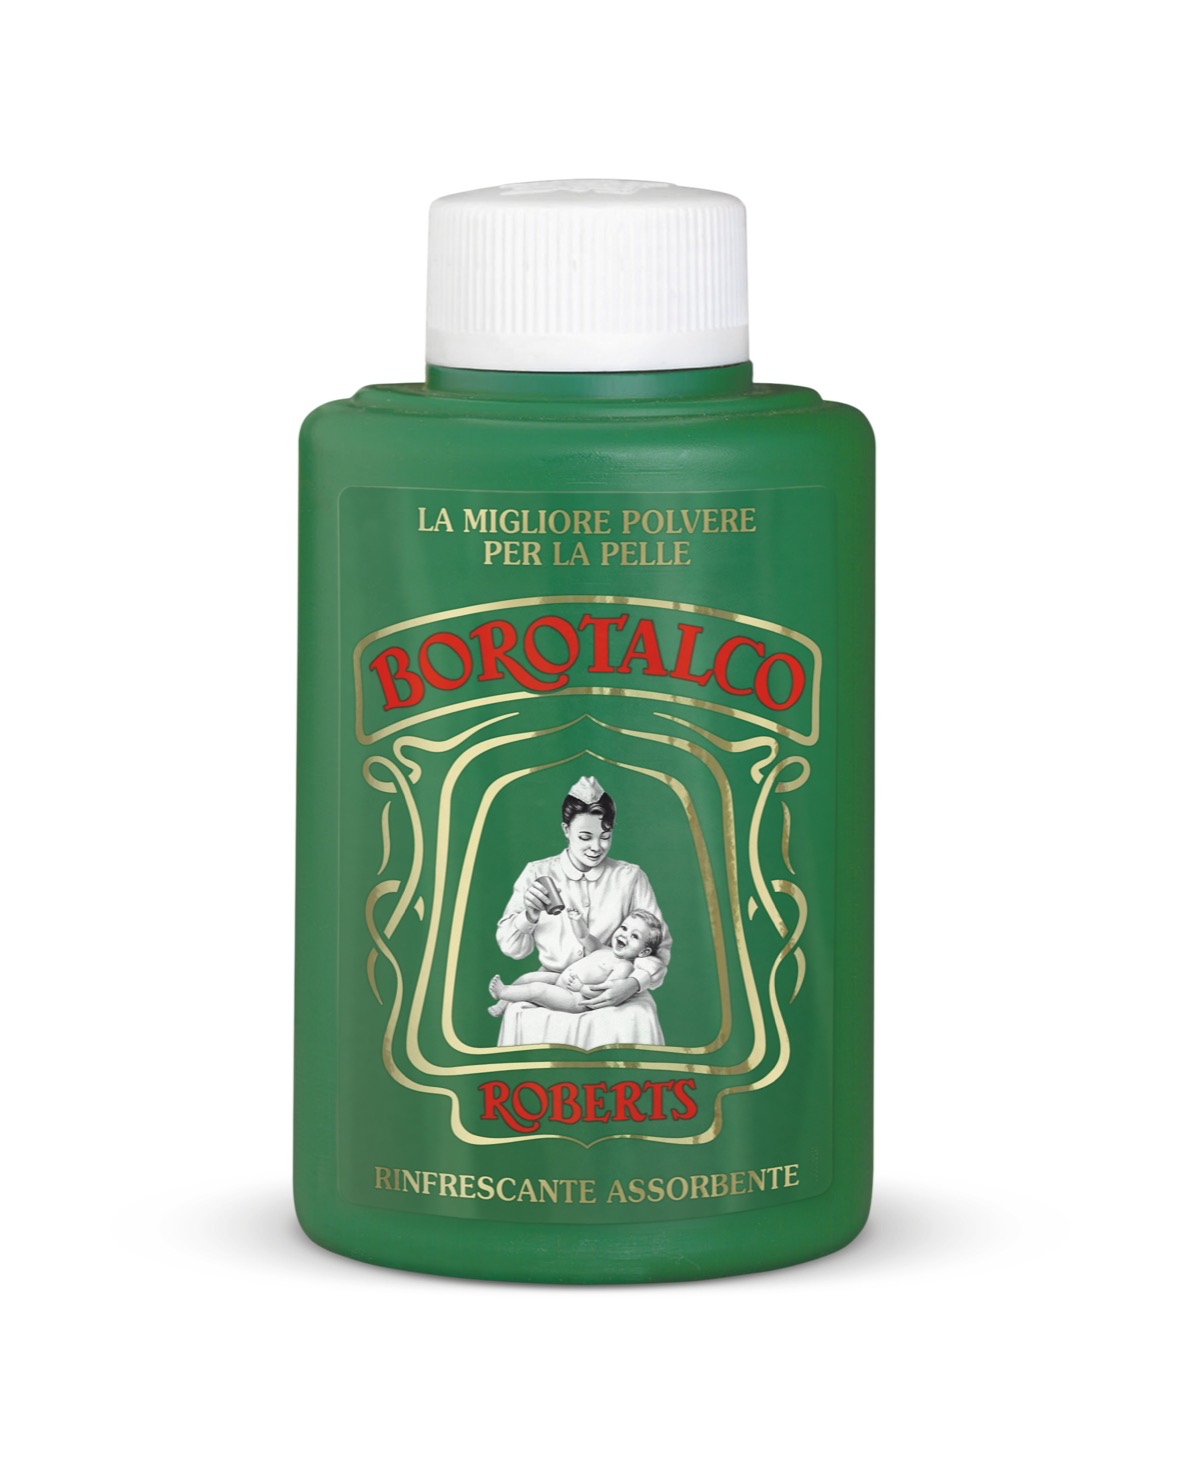 LA MIGLIORE POLVERE
PER LA PELLE
BOROTALCO
ROBERTS
RINFRESCANTE ASSORBENTE